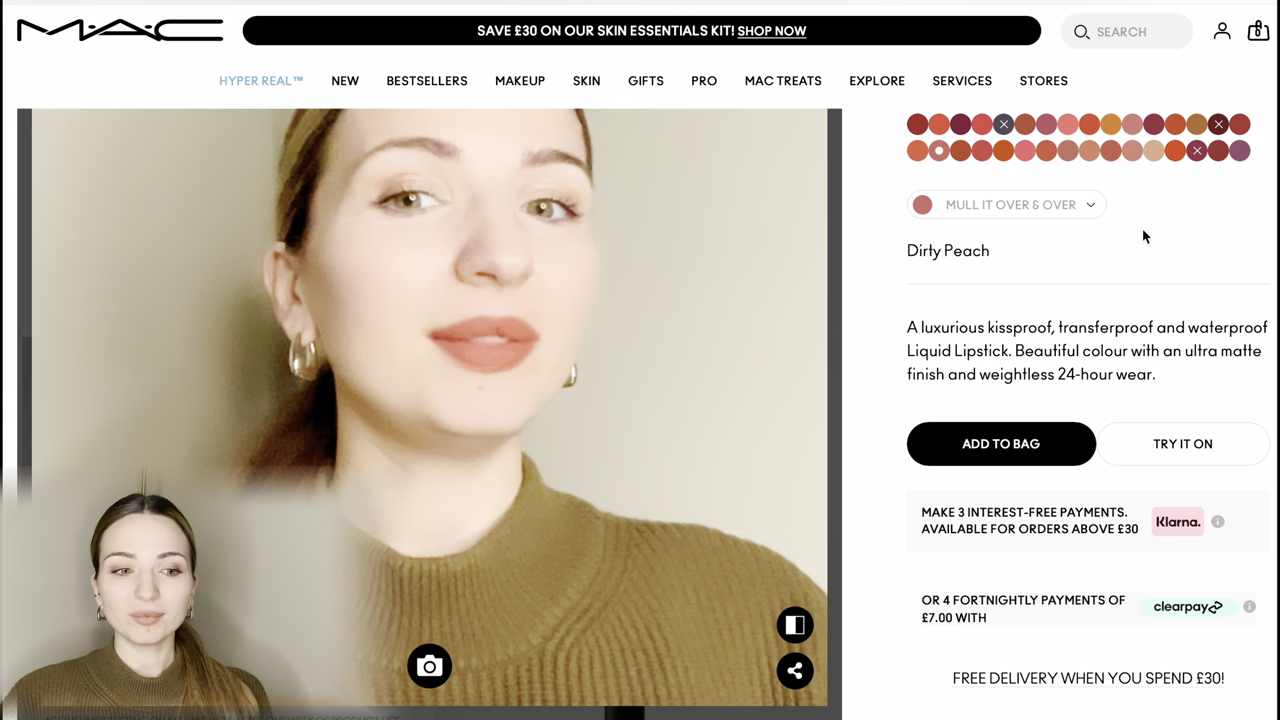 MAC
SAVE £30 ON OUR SKIN ESSENTIALS KIT! SHOP NOW
SEARCH
6
HYPER REAL™ NEW BESTSELLERS MAKEUP SKIN GIFTS PRO MAC TREATS EXPLORE SERVICES STORES
MULL IT OVER & OVER
Dirty Peach
A luxurious kissproof, transferproof and waterproof
Liquid Lipstick. Beautiful colour with an ultra matte
finish and weightless 24-hour wear.
ADD TO BAG
TRY IT ON
MAKE 3 INTEREST-FREE PAYMENTS.
AVAILABLE FOR ORDERS ABOVE £30
Klarna.
OR 4 FORTNIGHTLY PAYMENTS OF
£7.00 WITH
clearpay
FREE DELIVERY WHEN YOU SPEND £30!